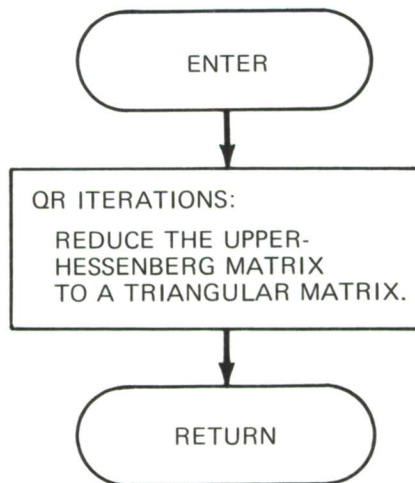 ENTER
QR ITERATIONS:
REDUCE THE UPPER-
HESSENBERG MATRIX
TO A TRIANGULAR MATRIX.
RETURN